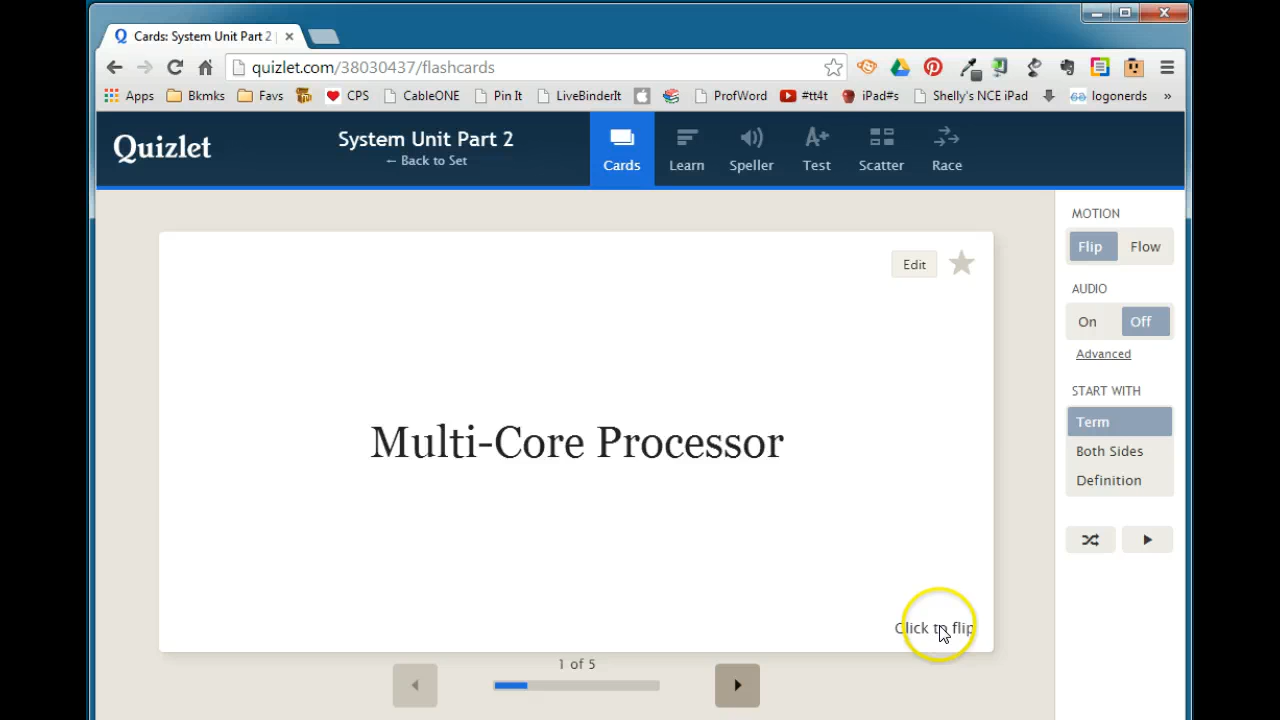 Cards: System Unit Part 2
quizlet.com/38030437/flashcards
Apps Bkmks Favs CPS CableONE Pin It LiveBinderIt ProfWord #tt4t iPad#s Shelly's NCE iPad logonerds »
Quizlet
System Unit Part 2
← Back to Set
Cards Learn Speller Test Scatter Race
MOTION
Flip Flow
AUDIO
On Off
Advanced
START WITH
Term
Both Sides
Definition
Edit
Multi-Core Processor
Click to flip
1 of 5